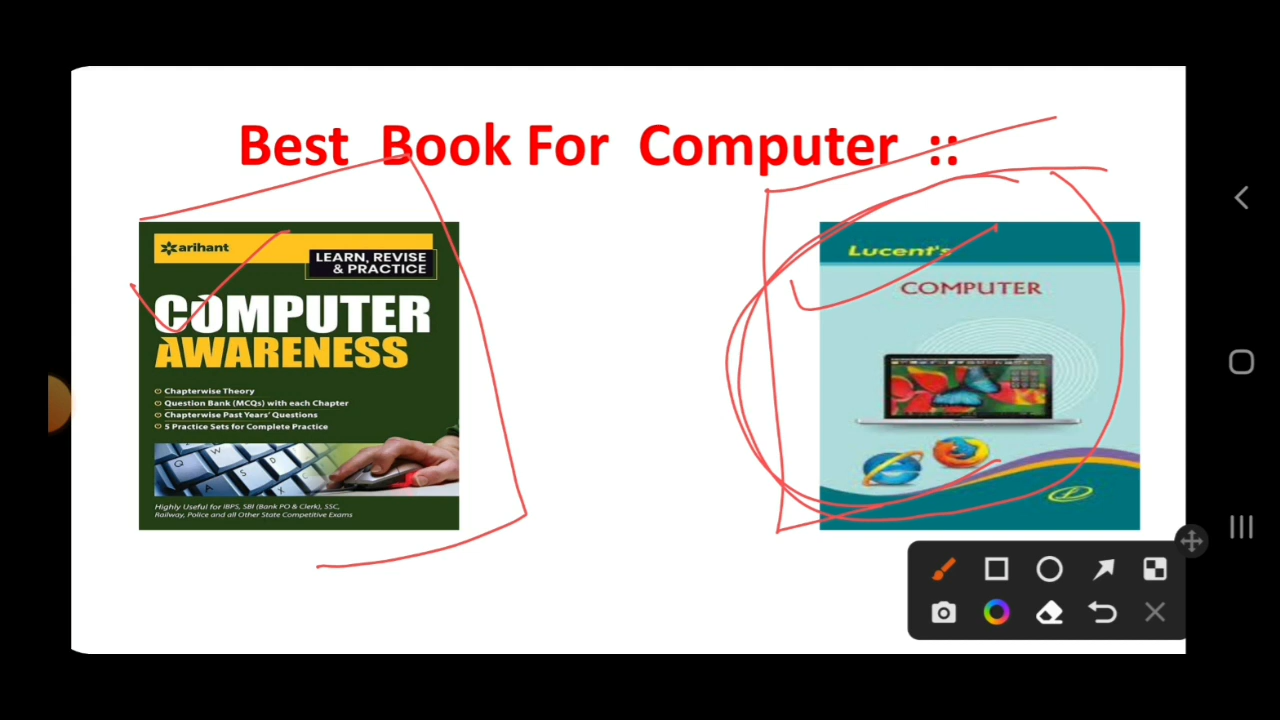 Best Book For Computer ::
arihant
LEARN, REVISE
& PRACTICE
COMPUTER
AWARENESS
Chapterwise Theory
Question Bank (MCQs) with each Chapter
Chapterwise Past Years' Questions
5 Practice Sets for Complete Practice
Q W
A S D
X
Highly Useful for IBPS, SBI (Bank PO & Clerk), SSC,
Railway, Police and all Other State Competitive Exams
Lucent's
COMPUTER